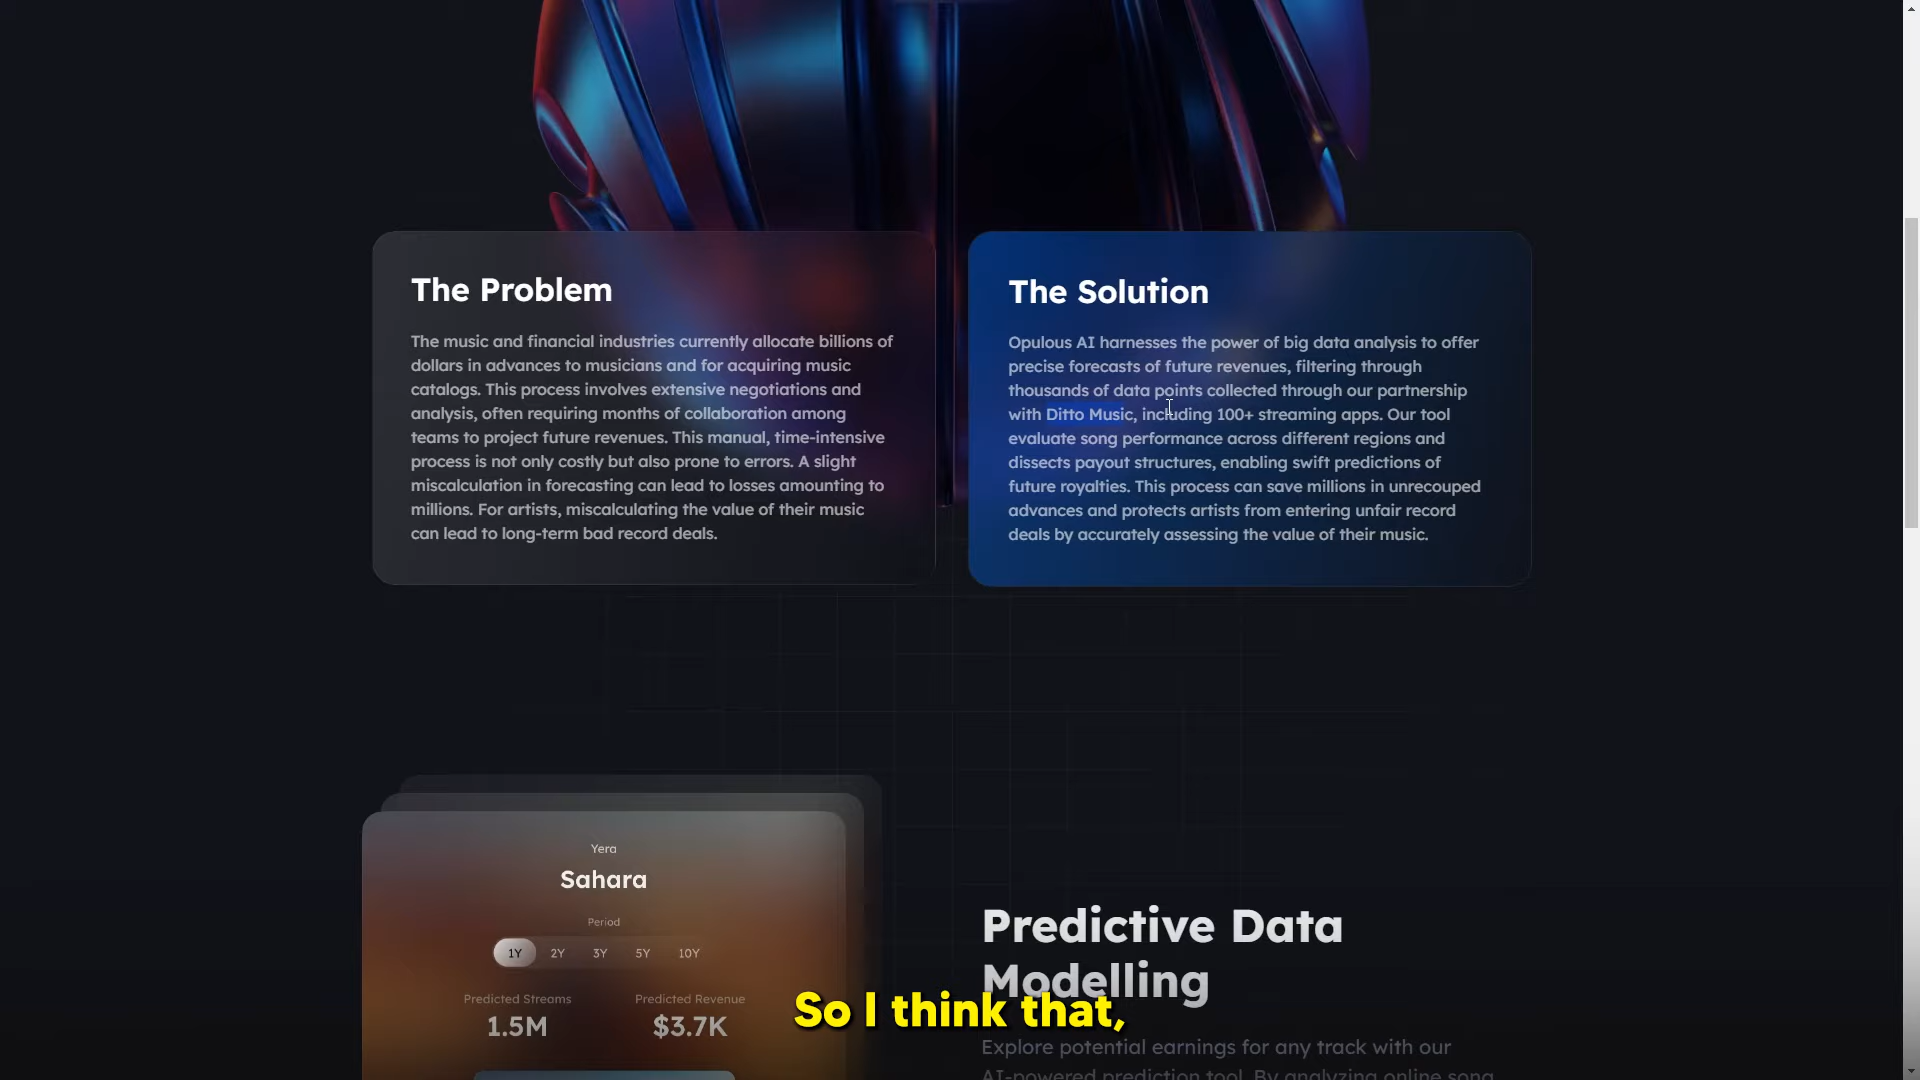 The Problem
The music and financial industries currently allocate billions of
dollars in advances to musicians and for acquiring music
catalogs. This process involves extensive negotiations and
analysis, often requiring months of collaboration among
teams to project future revenues. This manual, time-intensive
process is not only costly but also prone to errors. A slight
miscalculation in forecasting can lead to losses amounting to
millions. For artists, miscalculating the value of their music
can lead to long-term bad record deals.
The Solution
Opulous AI harnesses the power of big data analysis to offer
precise forecasts of future revenues, filtering through
thousands of data points collected through our partnership
with Ditto Music, including 100+ streaming apps. Our tool
evaluate song performance across different regions and
dissects payout structures, enabling swift predictions of
future royalties. This process can save millions in unrecouped
advances and protects artists from entering unfair record
deals by accurately assessing the value of their music.
Yera
Sahara
Period
1Y 2Y 3Y 5Y 10Y
Predicted Streams Predicted Revenue
1.5M $3.7K
Predictive Data
Modelling
Explore potential earnings for any track with our
AI-powered prediction tool. By analyzing online song
So I think that,